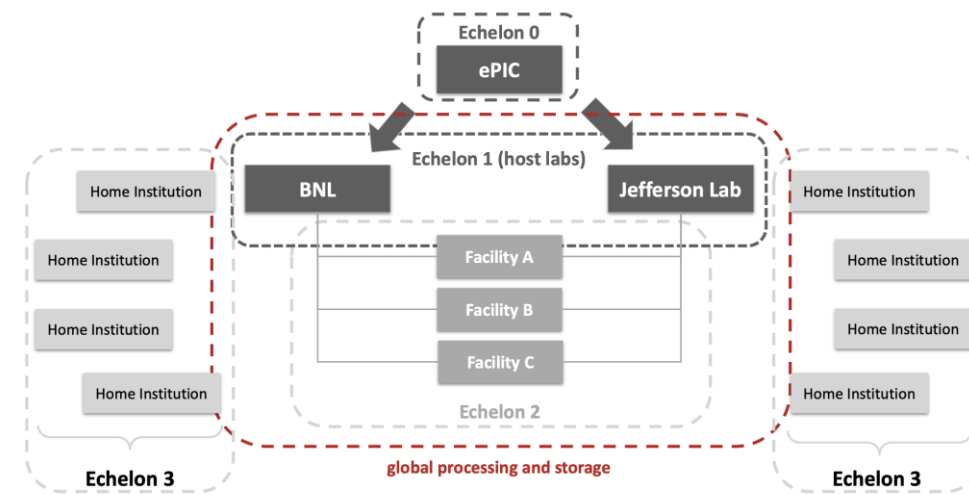 Echelon 0
ePIC
Echelon 1 (host labs)
BNL
Jefferson Lab
Home Institution
Home Institution
Home Institution
Home Institution
Home Institution
Home Institution
Home Institution
Home Institution
Facility A
Facility B
Facility C
Echelon 2
global processing and storage
Echelon 3
Echelon 3